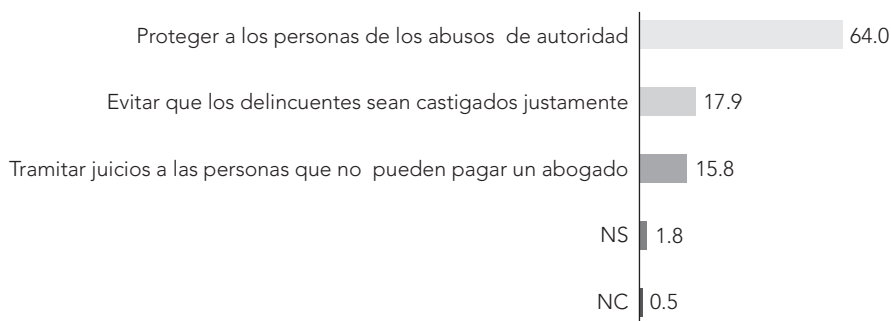 Proteger a los personas de los abusos de autoridad 64.0
Evitar que los delincuentes sean castigados justamente 17.9
Tramitar juicios a las personas que no pueden pagar un abogado 15.8
NS 1.8
NC 0.5